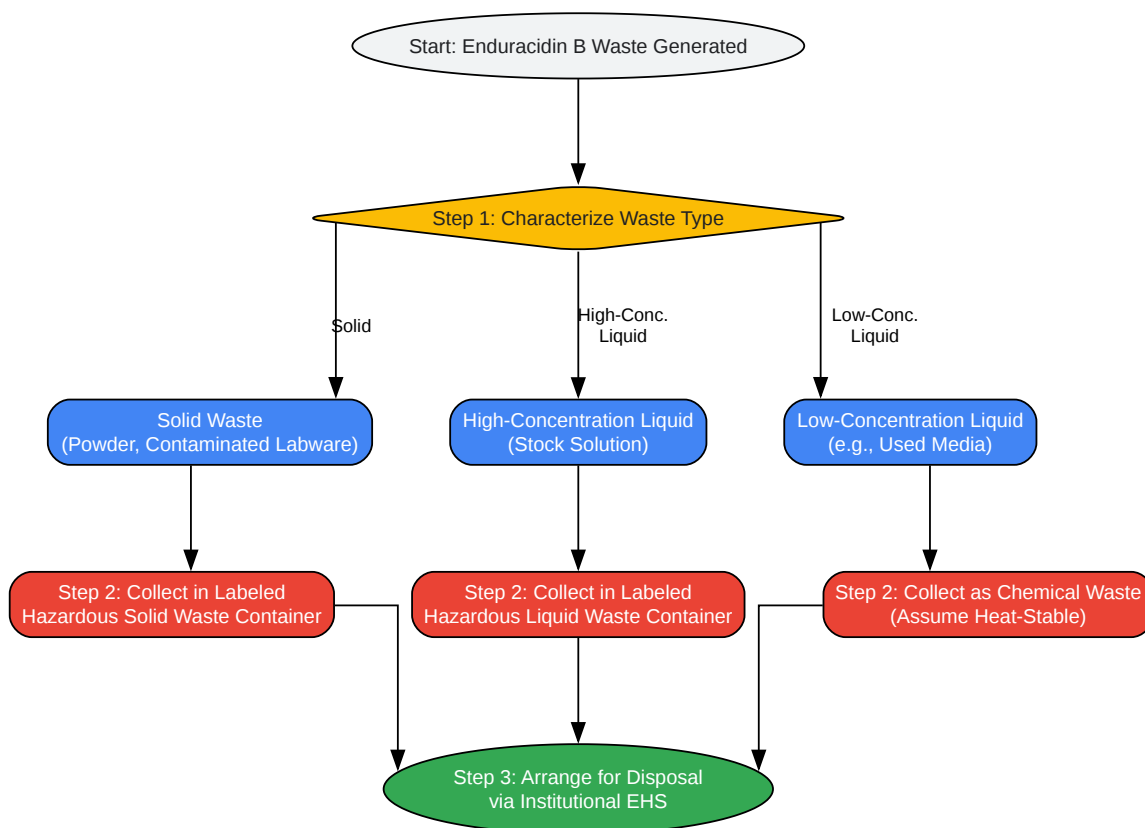 Start: Enduracidin B Waste Generated
Step 1: Characterize Waste Type
Solid
High-Conc.
Liquid
Low-Conc.
Liquid
Solid Waste
(Powder, Contaminated Labware)
High-Concentration Liquid
(Stock Solution)
Low-Concentration Liquid
(e.g., Used Media)
Step 2: Collect in Labeled
Hazardous Solid Waste Container
Step 2: Collect in Labeled
Hazardous Liquid Waste Container
Step 2: Collect as Chemical Waste
(Assume Heat-Stable)
Step 3: Arrange for Disposal
via Institutional EHS